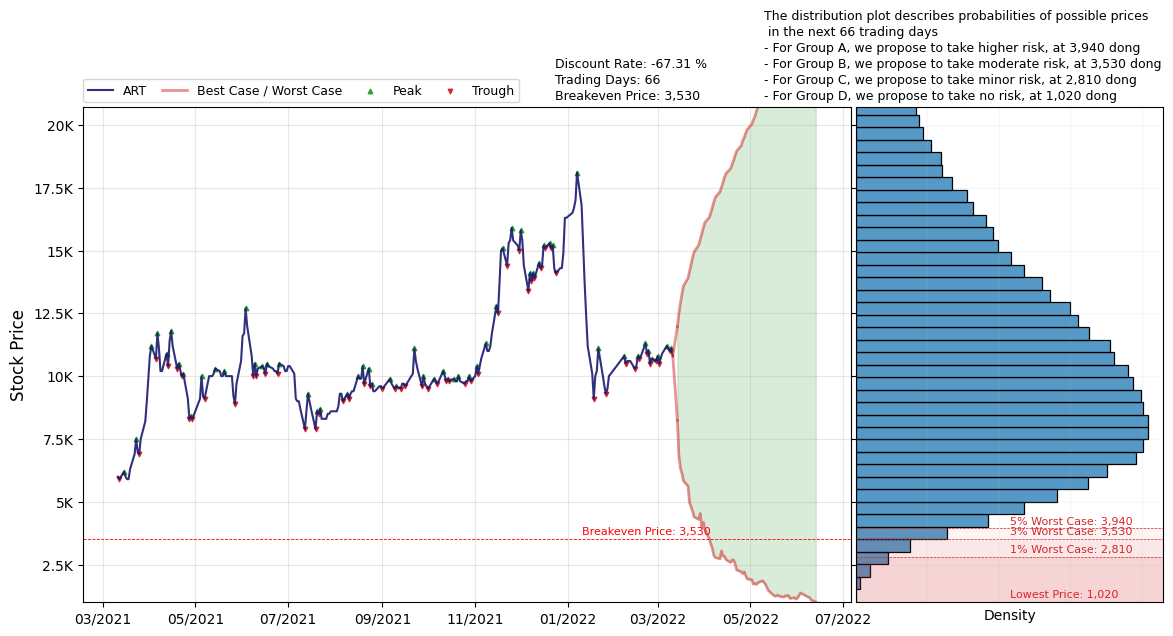 The distribution plot describes probabilities of possible prices
in the next 66 trading days
- For Group A, we propose to take higher risk, at 3,940 dong
- For Group B, we propose to take moderate risk, at 3,530 dong
- For Group C, we propose to take minor risk, at 2,810 dong
- For Group D, we propose to take no risk, at 1,020 dong
Discount Rate: -67.31 %
Trading Days: 66
Breakeven Price: 3,530
ART
Best Case / Worst Case
Peak
Trough
Stock Price
20K
17.5K
15K
12.5K
10K
7.5K
5K
2.5K
Breakeven Price: 3,530
5% Worst Case: 3,940
3% Worst Case: 3,530
1% Worst Case: 2,810
Lowest Price: 1,020
03/2021
05/2021
07/2021
09/2021
11/2021
01/2022
03/2022
05/2022
07/2022
Density